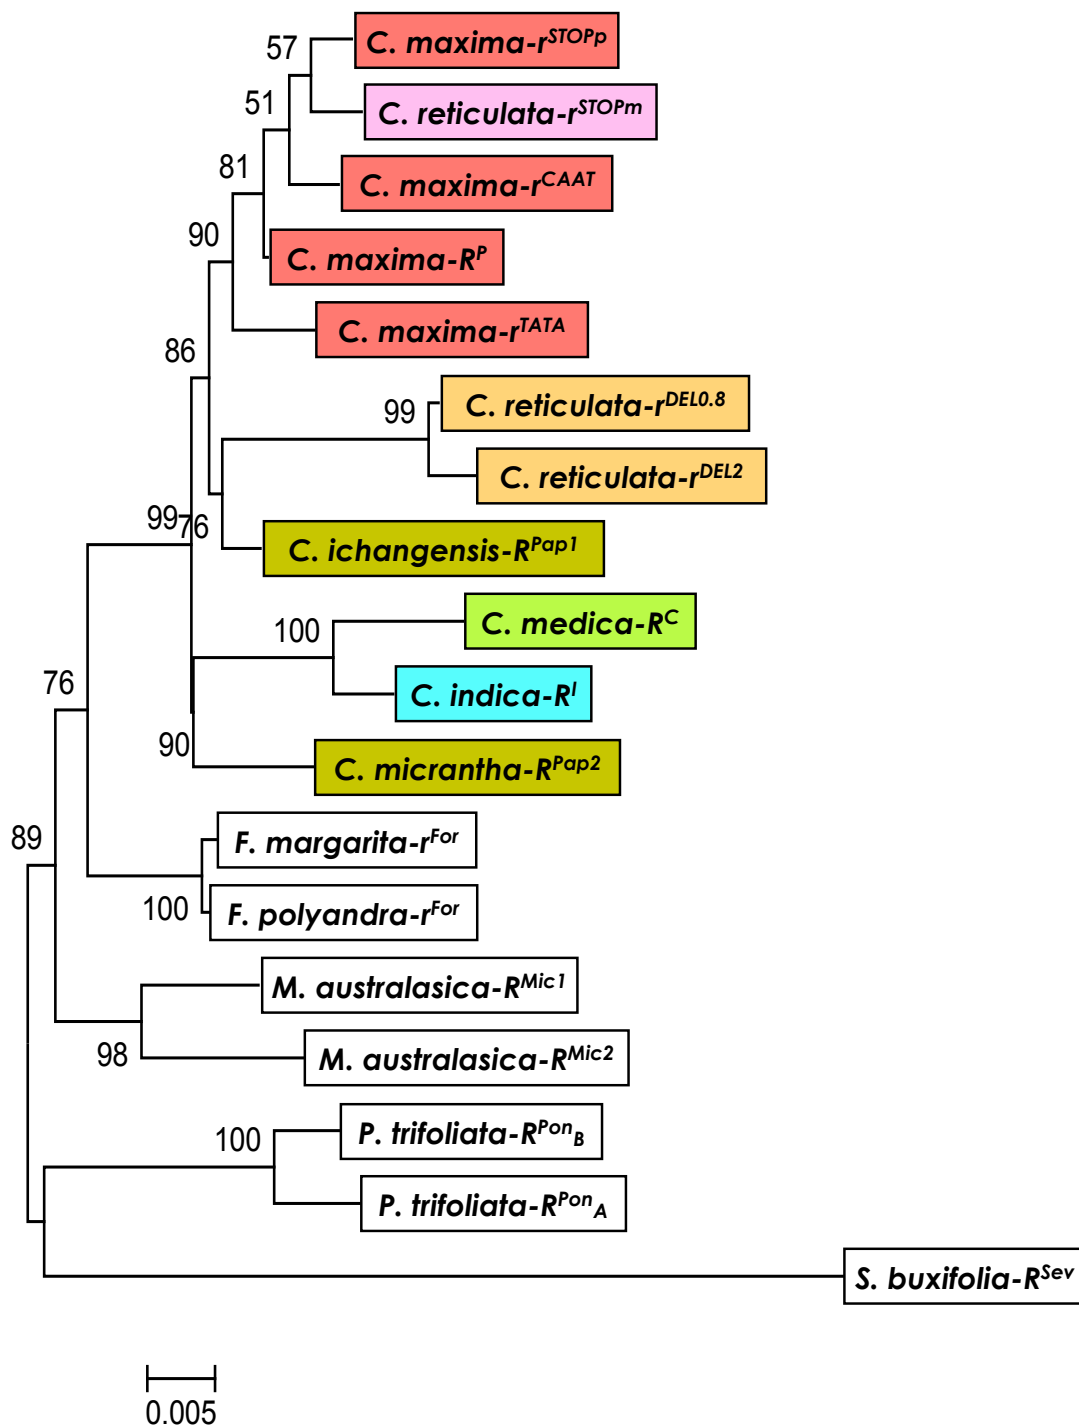 57
C. maxima-r^STOPp
C. reticulata-r^STOPm
51
C. maxima-r^CAAT
81
C. maxima-R^P
90
C. maxima-r^TATA
86
C. reticulata-r^DEL0.8
99
C. reticulata-r^DEL2
99
76
C. ichangensis-R^Pap1
C. medica-R^C
100
C. indica-R^I
76
90
C. micrantha-R^Pap2
F. margarita-r^For
89
100
F. polyandra-r^For
M. australasica-R^Mic1
98
M. australasica-R^Mic2
P. trifoliata-R^Pon_B
100
P. trifoliata-R^Pon_A
S. buxifolia-R^Sev
0.005